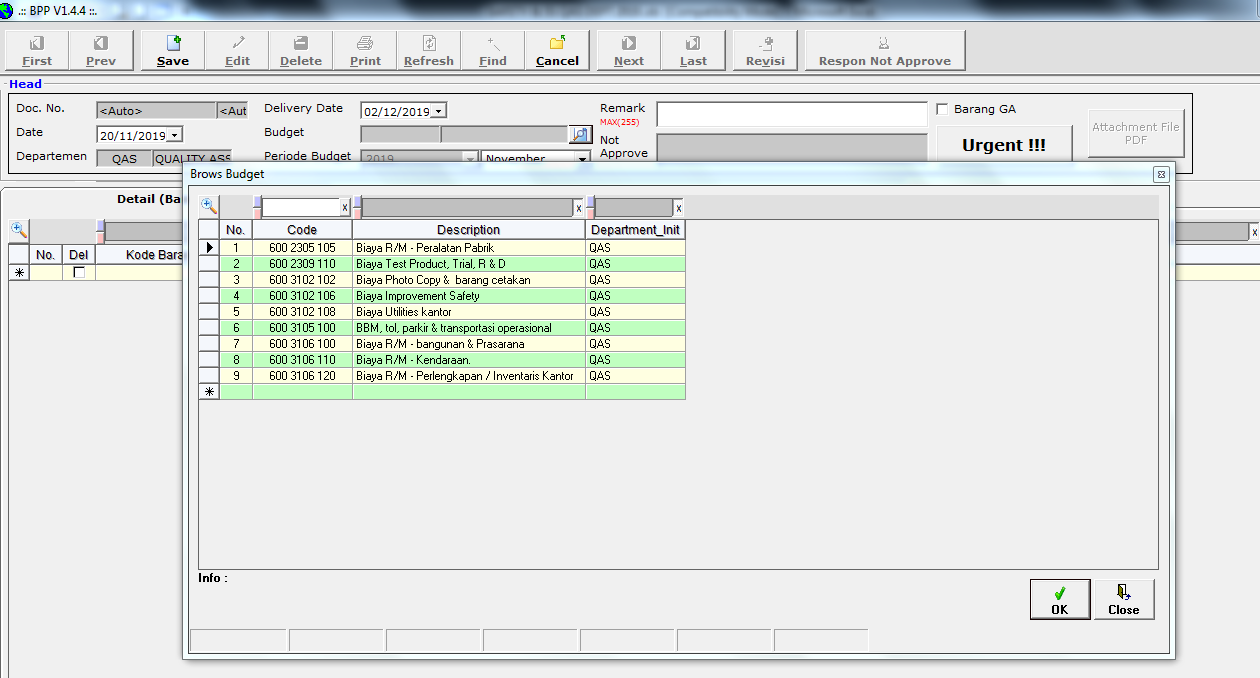 .:: BPP V1.4.4 ::.
First Prev Save Edit Delete Print Refresh Find Cancel Next Last Revisi Respon Not Approve
Head
Doc. No. <Auto> <Aut Delivery Date 02/12/2019 Remark MAX(255) Barang GA
Date 20/11/2019 Budget Not Approve Urgent !!! Attachment File PDF
Departemen QAS QUALITY ASS Periode Budget 2019 November
Detail (Ba
No. Del Kode Bara
Brows Budget
x x x
No. Code Description Department_Init
1 600 2305 105 Biaya R/M - Peralatan Pabrik QAS
2 600 2309 110 Biaya Test Product, Trial, R & D QAS
3 600 3102 102 Biaya Photo Copy & barang cetakan QAS
4 600 3102 106 Biaya Improvement Safety QAS
5 600 3102 108 Biaya Utilities kantor QAS
6 600 3105 100 BBM, tol, parkir & transportasi operasional QAS
7 600 3106 100 Biaya R/M - bangunan & Prasarana QAS
8 600 3106 110 Biaya R/M - Kendaraan. QAS
9 600 3106 120 Biaya R/M - Perlengkapan / Inventaris Kantor QAS
Info :
OK Close